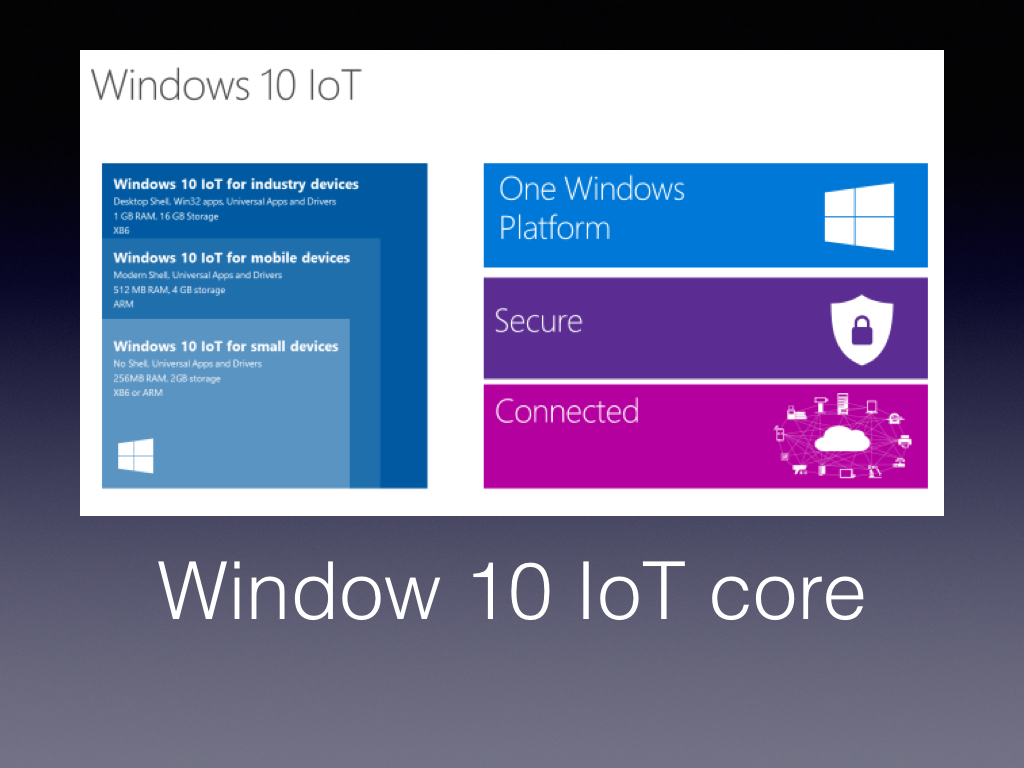 Windows 10 IoT
Windows 10 IoT for industry devices
Desktop Shell, Win32 apps, Universal Apps and Drivers
1 GB RAM, 16 GB Storage
X86
Windows 10 IoT for mobile devices
Modern Shell, Universal Apps and Drivers
512 MB RAM, 4 GB storage
ARM
Windows 10 IoT for small devices
No Shell, Universal Apps and Drivers
256MB RAM, 2GB storage
X86 or ARM
One Windows
Platform
Secure
Connected
Window 10 IoT core